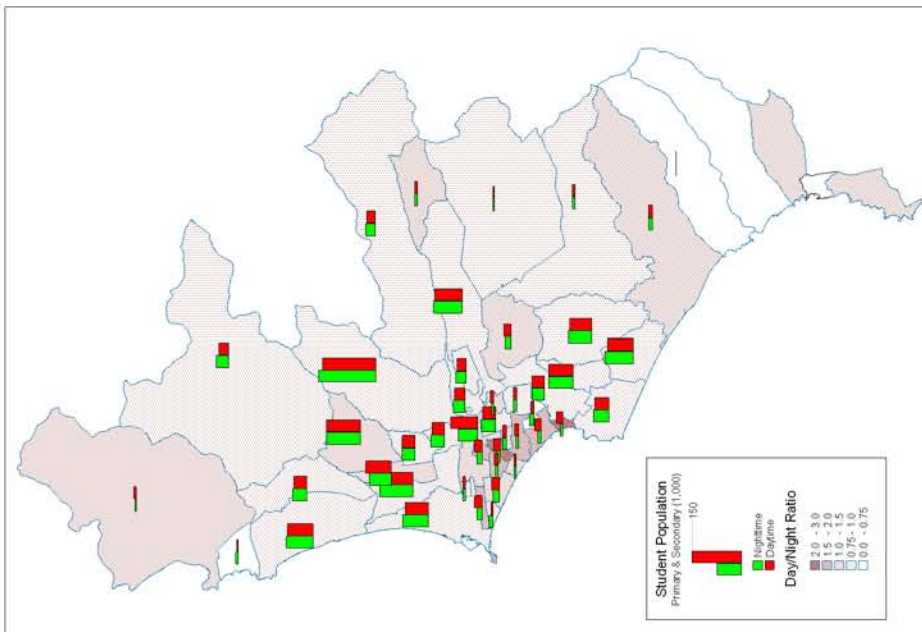 Student Population
Primary & Secondary (1,000)
150
Nighttime
Daytime
Day/Night Ratio
2.0 - 3.0
1.5 - 2.0
1.0 - 1.5
0.75 - 1.0
0.0 - 0.75